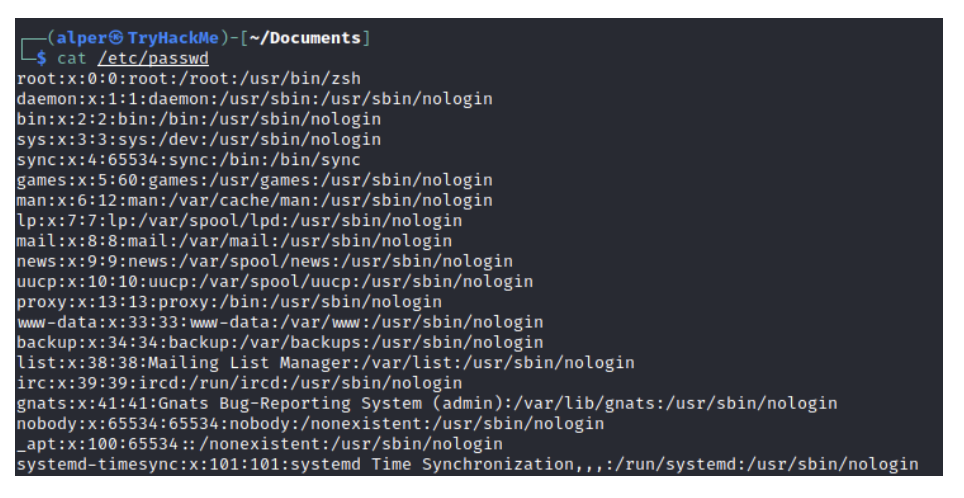 ┌──(alper㉿TryHackMe)-[~/Documents]
└─$ cat /etc/passwd
root:x:0:0:root:/root:/usr/bin/zsh
daemon:x:1:1:daemon:/usr/sbin:/usr/sbin/nologin
bin:x:2:2:bin:/bin:/usr/sbin/nologin
sys:x:3:3:sys:/dev:/usr/sbin/nologin
sync:x:4:65534:sync:/bin:/bin/sync
games:x:5:60:games:/usr/games:/usr/sbin/nologin
man:x:6:12:man:/var/cache/man:/usr/sbin/nologin
lp:x:7:7:lp:/var/spool/lpd:/usr/sbin/nologin
mail:x:8:8:mail:/var/mail:/usr/sbin/nologin
news:x:9:9:news:/var/spool/news:/usr/sbin/nologin
uucp:x:10:10:uucp:/var/spool/uucp:/usr/sbin/nologin
proxy:x:13:13:proxy:/bin:/usr/sbin/nologin
www-data:x:33:33:www-data:/var/www:/usr/sbin/nologin
backup:x:34:34:backup:/var/backups:/usr/sbin/nologin
list:x:38:38:Mailing List Manager:/var/list:/usr/sbin/nologin
irc:x:39:39:ircd:/run/ircd:/usr/sbin/nologin
gnats:x:41:41:Gnats Bug-Reporting System (admin):/var/lib/gnats:/usr/sbin/nologin
nobody:x:65534:65534:nobody:/nonexistent:/usr/sbin/nologin
_apt:x:100:65534::/nonexistent:/usr/sbin/nologin
systemd-timesync:x:101:101:systemd Time Synchronization,,,:/run/systemd:/usr/sbin/nologin